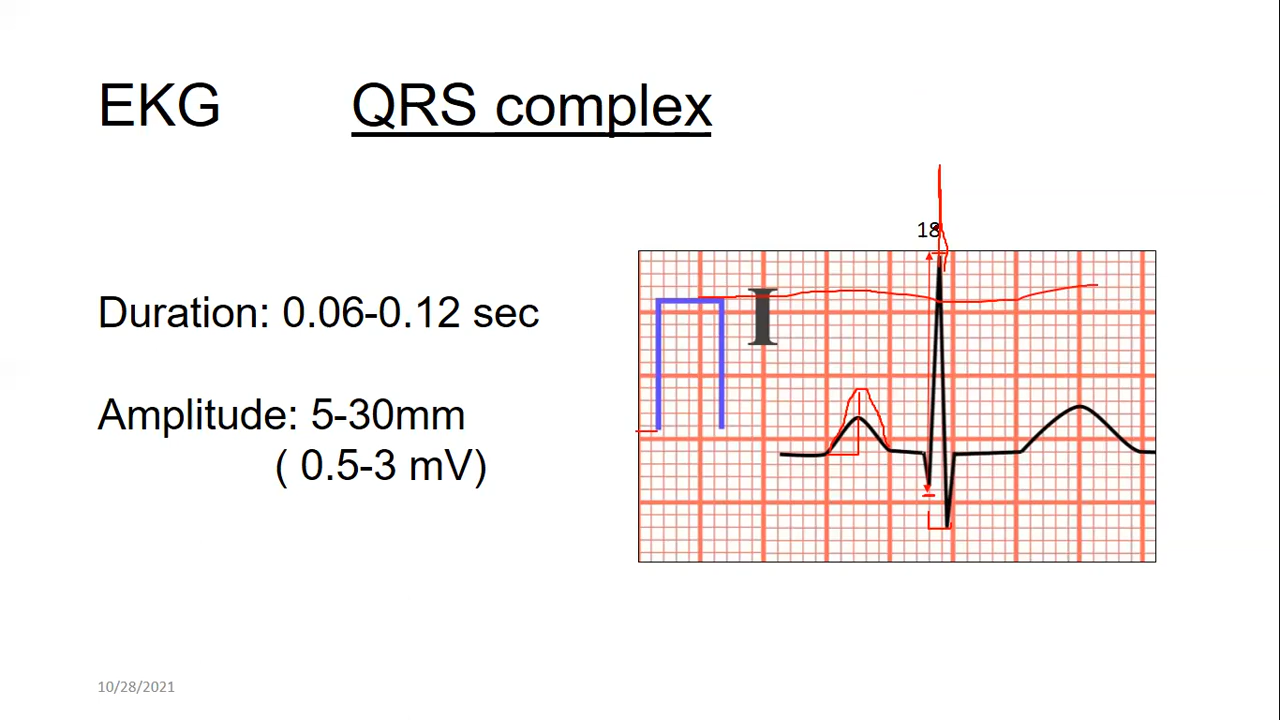 EKG QRS complex
18
Duration: 0.06-0.12 sec
I
Amplitude: 5-30mm
( 0.5-3 mV)
10/28/2021